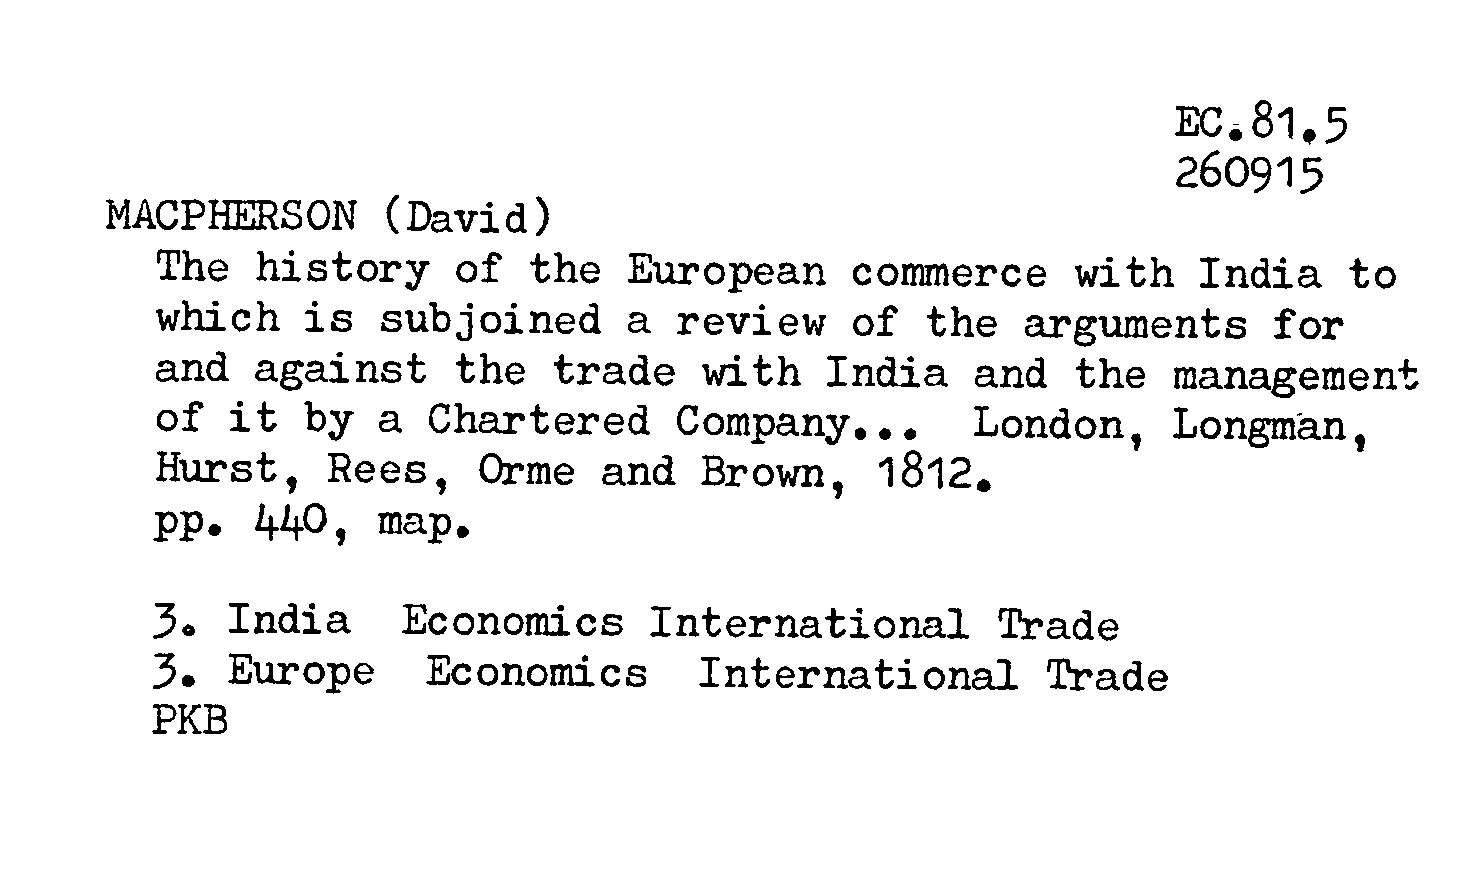 EC.81.5
260915
MACPHERSON (David)
The history of the European commerce with India to
which is subjoined a review of the arguments for
and against the trade with India and the management
of it by a Chartered Company... London, Longman,
Hurst, Rees, Orme and Brown, 1812.
pp. 440, map.
3. India Economics International Trade
3. Europe Economics International Trade
PKB